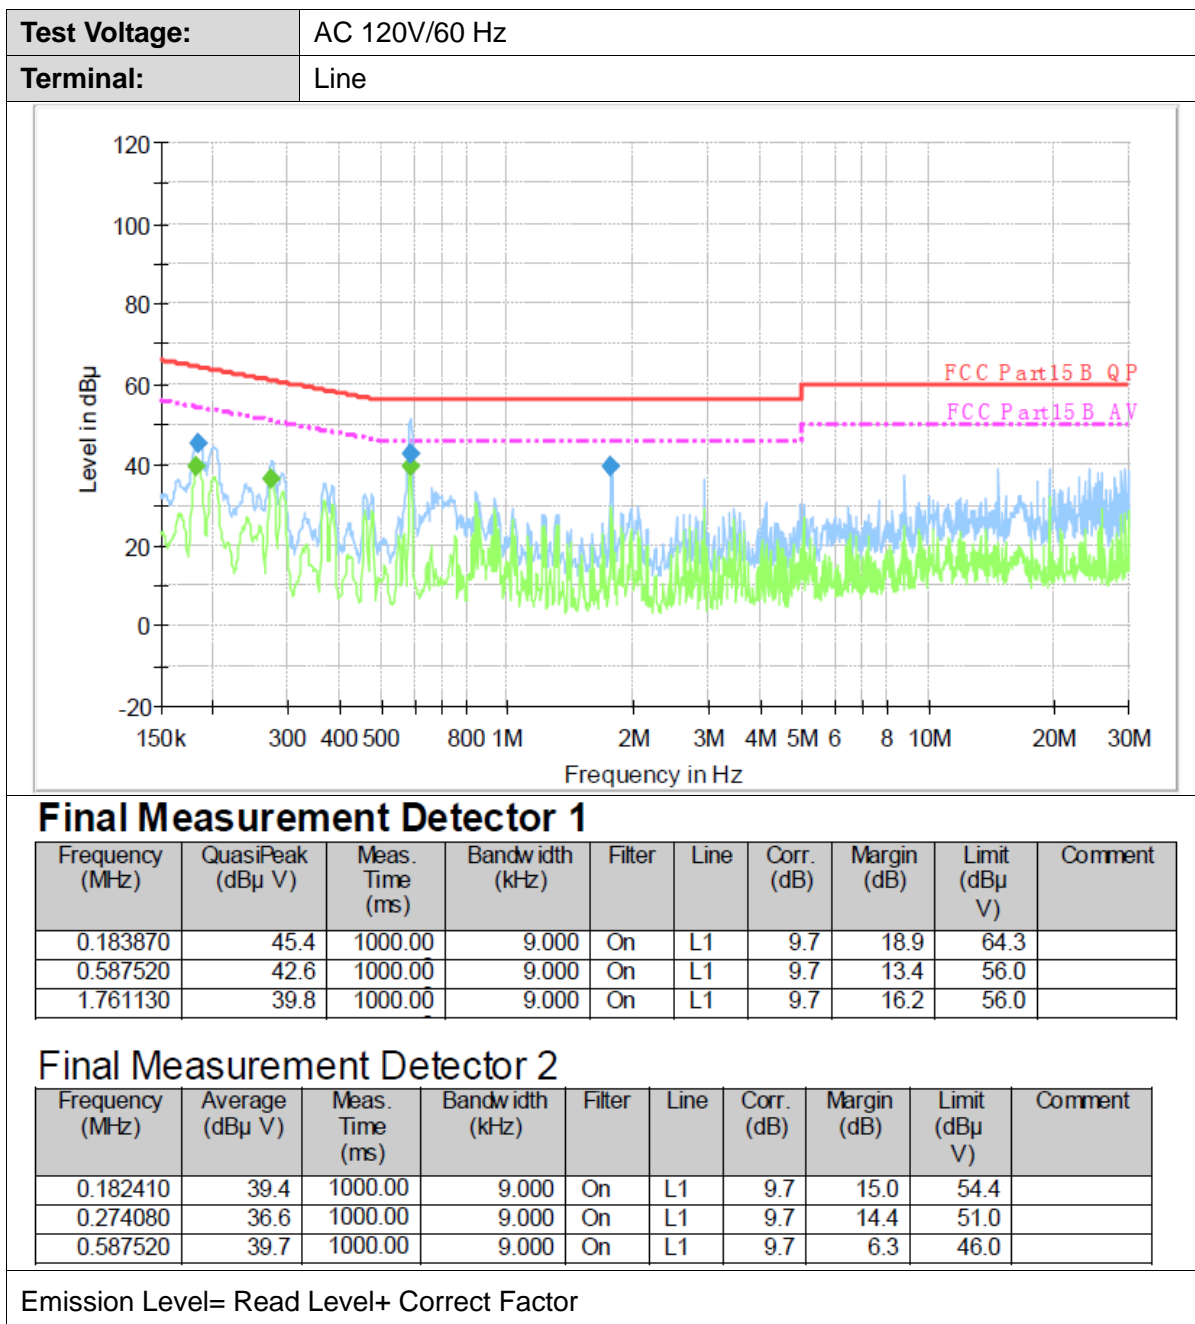 Test Voltage: AC 120V/60 Hz
Terminal: Line
120
100
80
60
40
20
0
-20
Level in dBµ
FCC Part15 B QP
FCC Part15 B AV
150k 300 400 500 800 1M 2M 3M 4M 5M 6 8 10M 20M 30M
Frequency in Hz
Final Measurement Detector 1
Frequency (MHz) QuasiPeak (dBµ V) Meas. Time (ms) Bandwidth (kHz) Filter Line Corr. (dB) Margin (dB) Limit (dBµ V) Comment
0.183870 45.4 1000.00 9.000 On L1 9.7 18.9 64.3
0.587520 42.6 1000.00 9.000 On L1 9.7 13.4 56.0
1.761130 39.8 1000.00 9.000 On L1 9.7 16.2 56.0
Final Measurement Detector 2
Frequency (MHz) Average (dBµ V) Meas. Time (ms) Bandwidth (kHz) Filter Line Corr. (dB) Margin (dB) Limit (dBµ V) Comment
0.182410 39.4 1000.00 9.000 On L1 9.7 15.0 54.4
0.274080 36.6 1000.00 9.000 On L1 9.7 14.4 51.0
0.587520 39.7 1000.00 9.000 On L1 9.7 6.3 46.0
Emission Level= Read Level+ Correct Factor